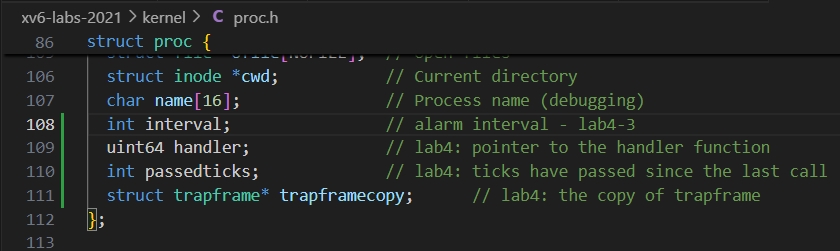 xv6-labs-2021 > kernel > C proc.h
86 struct proc {
106 struct inode *cwd; // Current directory
107 char name[16]; // Process name (debugging)
108 int interval; // alarm interval - lab4-3
109 uint64 handler; // lab4: pointer to the handler function
110 int passedticks; // lab4: ticks have passed since the last call
111 struct trapframe* trapframecopy; // lab4: the copy of trapframe
112 };
113